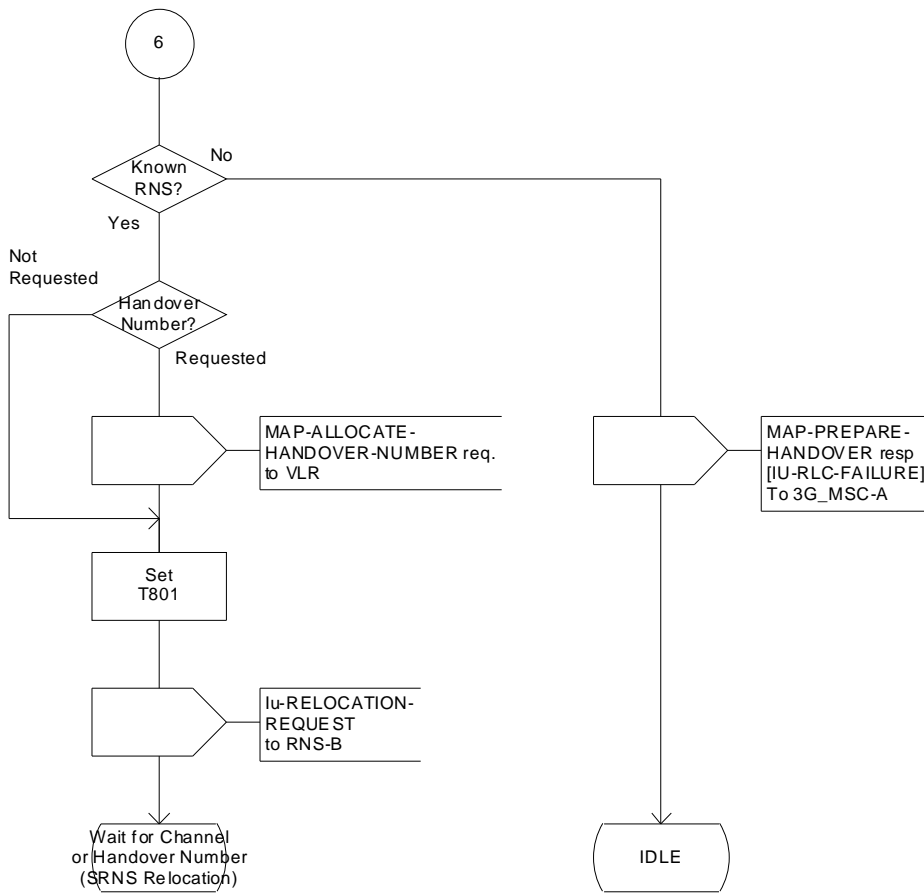 6
Known
RNS?
No
Yes
Not
Requested
Handover
Number?
Requested
MAP-ALLOCATE-
HANDOVER-NUMBER req.
to VLR
MAP-PREPARE-
HANDOVER resp
[IU-RLC-FAILURE]
To 3G_MSC-A
Set
T801
Iu-RELOCATION-
REQUEST
to RNS-B
Wait for Channel
or Handover Number
(SRNS Relocation)
IDLE